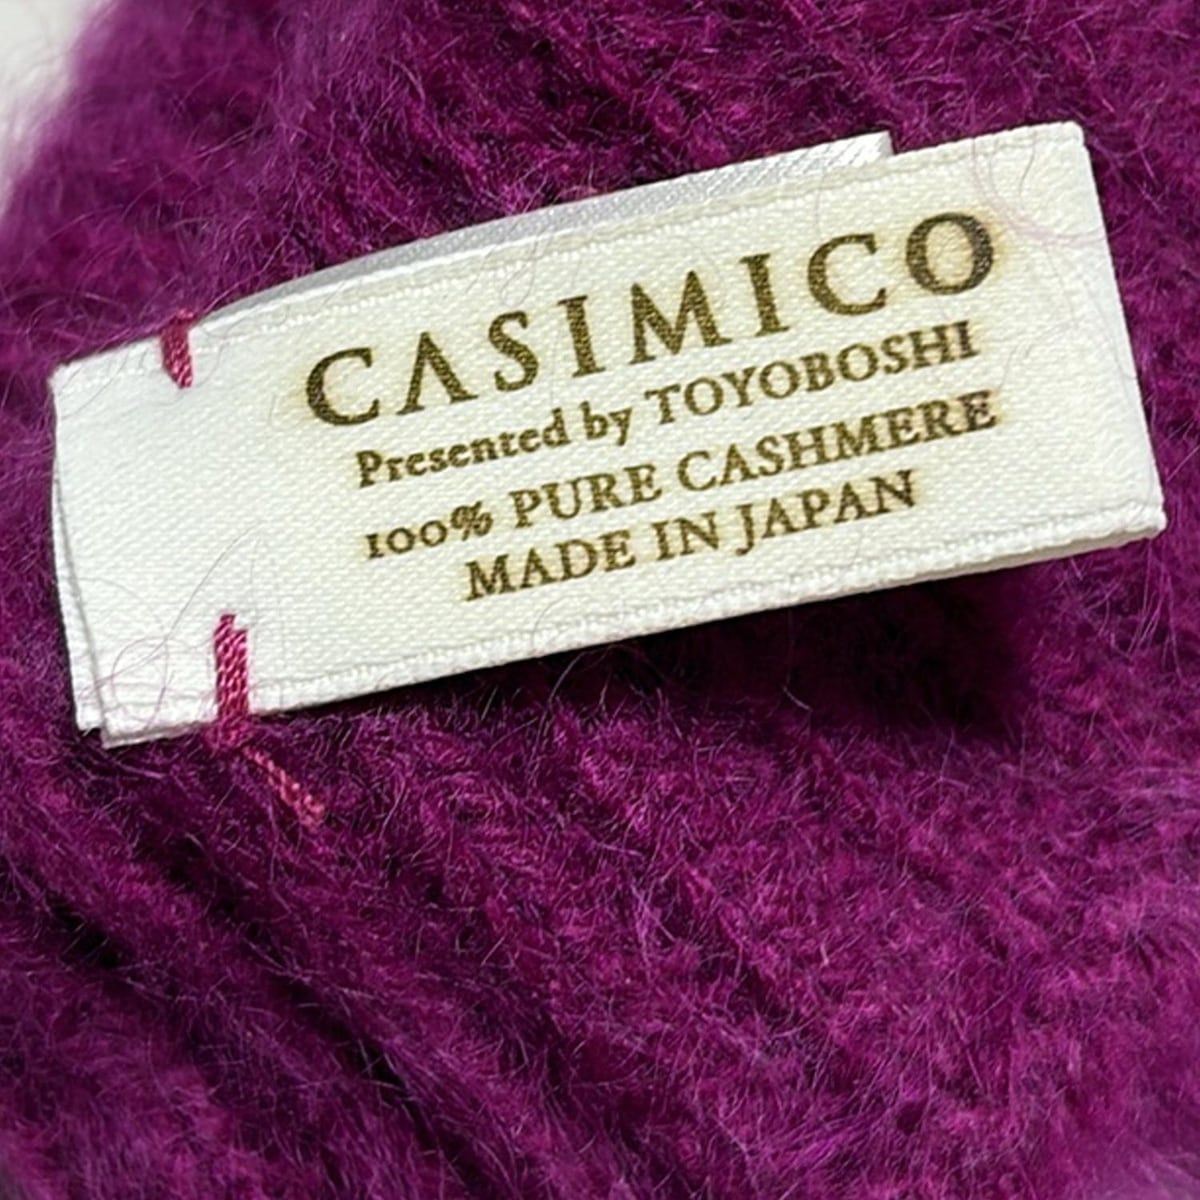 CASIMICO
Presented by TOYOBOSHI
100% PURE CASHMERE
MADE IN JAPAN